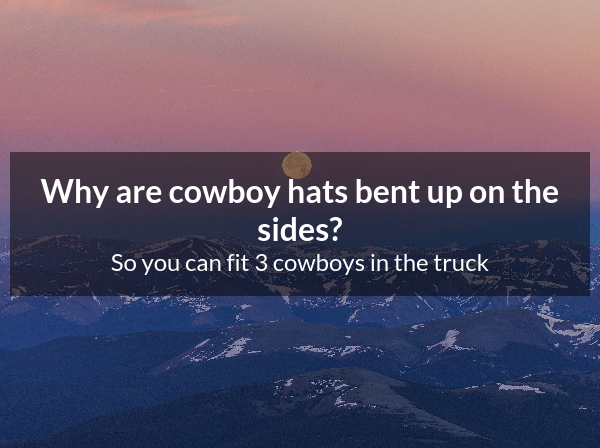 Why are cowboy hats bent up on the
sides?
So you can fit 3 cowboys in the truck